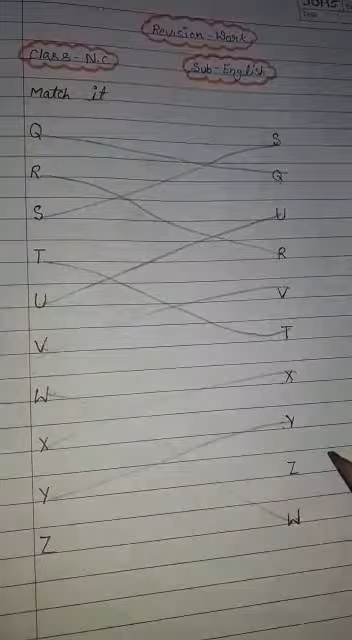 Revision-Work
Class-N.C
Sub-English
Match it
Q S
R Q
S U
T R
U V
V T
W X
X Y
Y Z
Z W